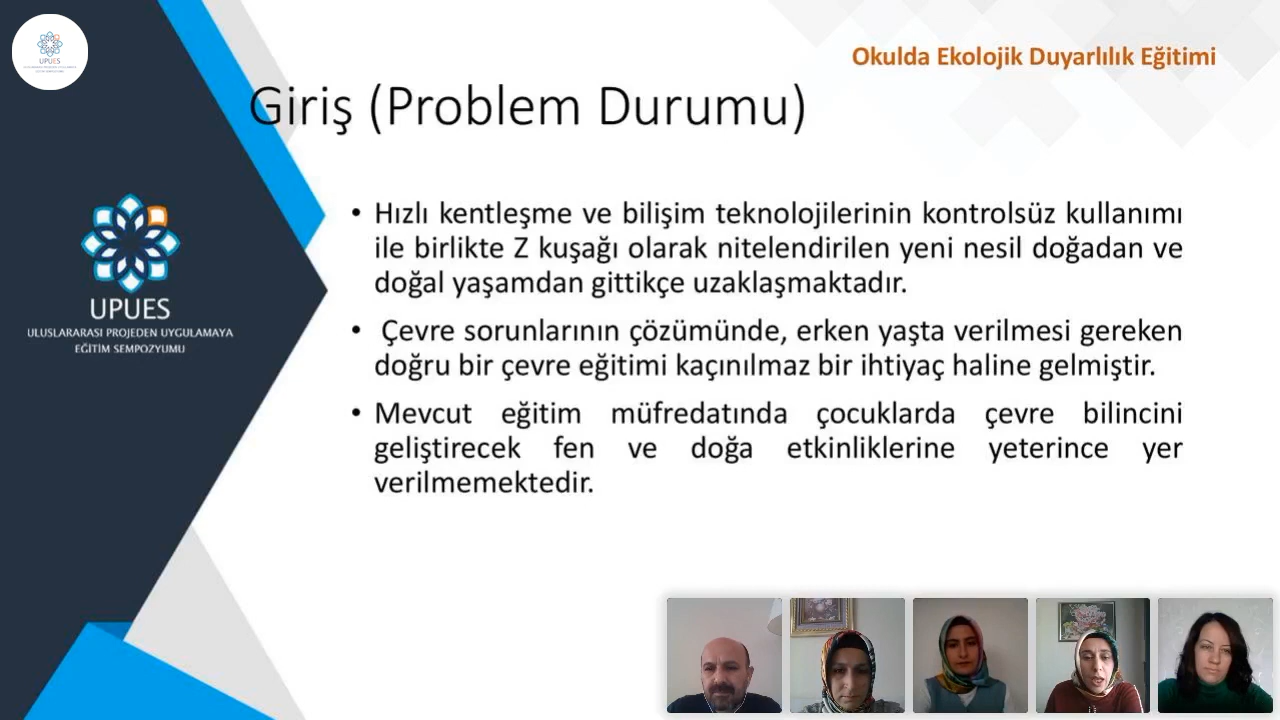 UPUES
Okulda Ekolojik Duyarlılık Eğitimi
Giriş (Problem Durumu)
• Hızlı kentleşme ve bilişim teknolojilerinin kontrolsüz kullanımı
ile birlikte Z kuşağı olarak nitelendirilen yeni nesil doğadan ve
doğal yaşamdan gittikçe uzaklaşmaktadır.
• Çevre sorunlarının çözümünde, erken yaşta verilmesi gereken
doğru bir çevre eğitimi kaçınılmaz bir ihtiyaç haline gelmiştir.
• Mevcut eğitim müfredatında çocuklarda çevre bilincini
geliştirecek fen ve doğa etkinliklerine yeterince yer
verilmemektedir.
UPUES
ULUSLARARASI PROJEDEN UYGULAMAYA
EĞİTİM SEMPOZYUMU